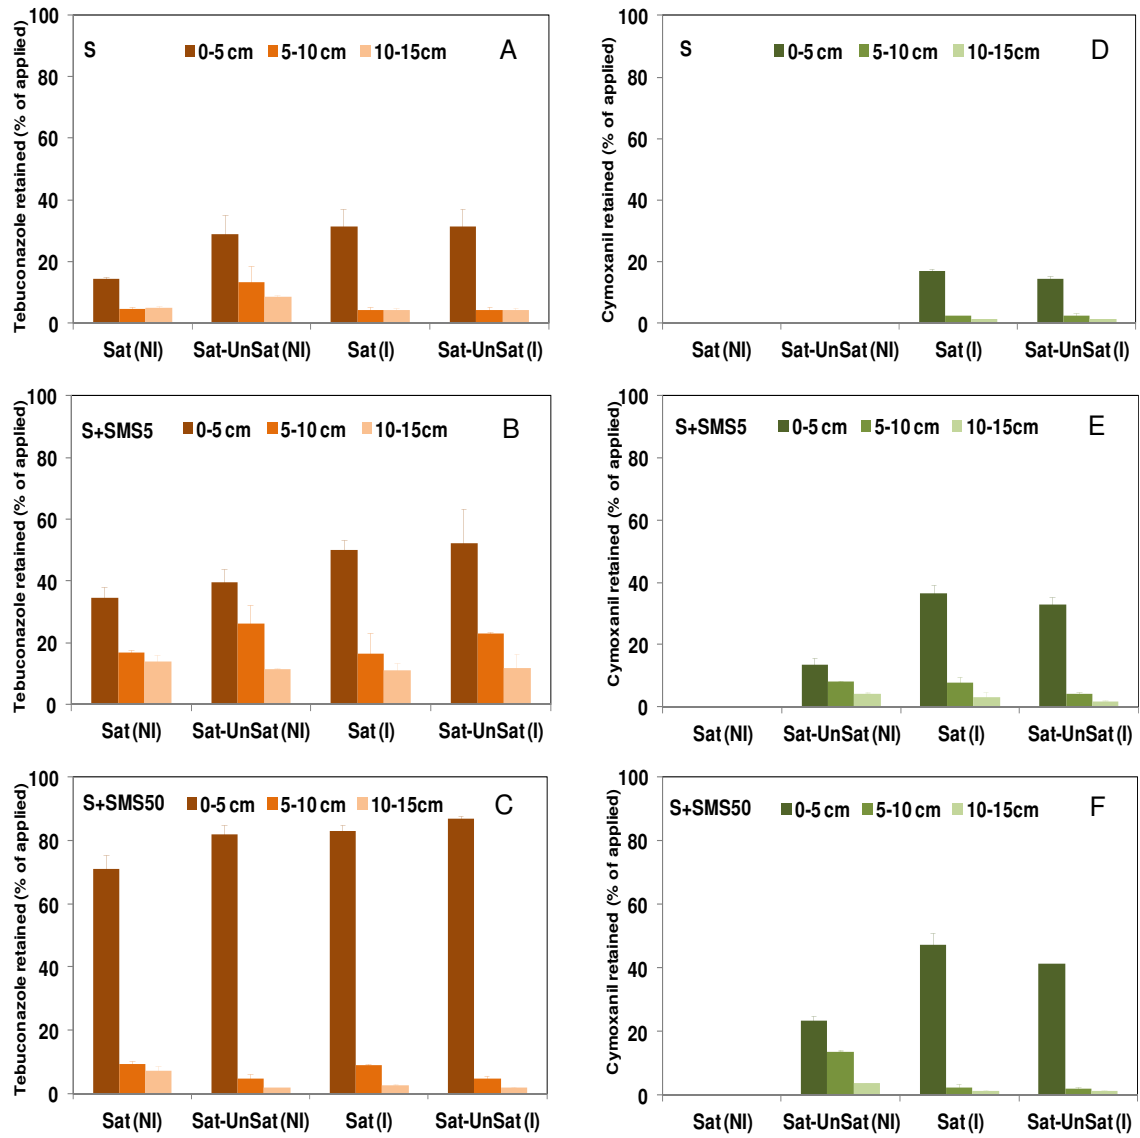 Tebuconazole retained (% of applied)
100
80
60
40
20
0
S 0-5 cm 5-10 cm 10-15cm A
Sat (NI) Sat-UnSat (NI) Sat (I) Sat-UnSat (I)
Cymoxanil retained (% of applied)
100
80
60
40
20
0
S 0-5 cm 5-10 cm 10-15cm D
Sat (NI) Sat-UnSat (NI) Sat (I) Sat-UnSat (I)
Tebuconazole retained (% of applied)
100
80
60
40
20
0
S+SMS5 0-5 cm 5-10 cm 10-15cm B
Sat (NI) Sat-UnSat (NI) Sat (I) Sat-UnSat (I)
Cymoxanil retained (% of applied)
100
80
60
40
20
0
S+SMS5 0-5 cm 5-10 cm 10-15cm E
Sat (NI) Sat-UnSat (NI) Sat (I) Sat-UnSat (I)
Tebuconazole retained (% of applied)
100
80
60
40
20
0
S+SMS50 0-5 cm 5-10 cm 10-15cm C
Sat (NI) Sat-UnSat (NI) Sat (I) Sat-UnSat (I)
Cymoxanil retained (% of applied)
100
80
60
40
20
0
S+SMS50 0-5 cm 5-10 cm 10-15cm F
Sat (NI) Sat-UnSat (NI) Sat (I) Sat-UnSat (I)